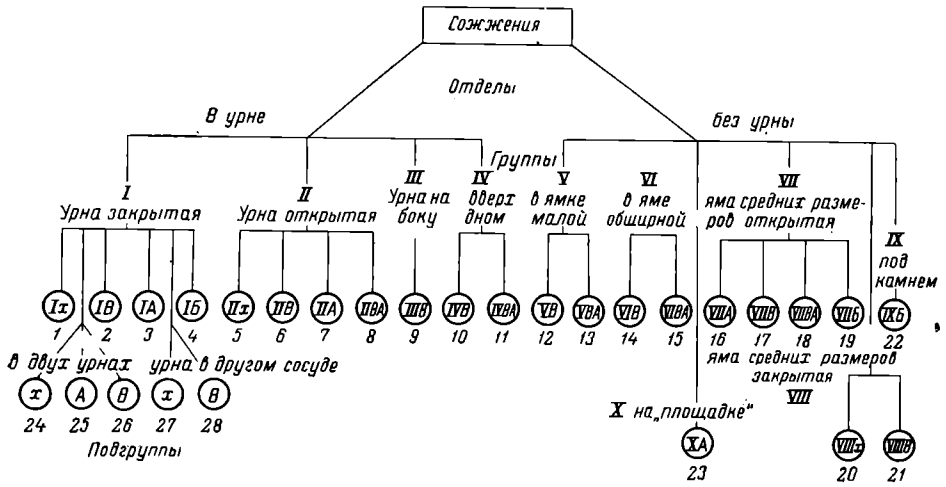 Сожжения
Отделы
В урне
без урны
Группы
I
Урна закрытая
II
Урна открытая
III
Урна на
боку
IV
вверх
дном
V
в ямке
малой
VI
в яме
обширной
VII
яма средних разме-
ров открытая
IX
под
камнем
Iх IВ IА IБ IIх IIВ IIА IIВА IIIВ IVВ IVВА VВ VВА VIВ VIВА VIIА VIIВ VIIВА VIIБ IXБ
1 2 3 4 5 6 7 8 9 10 11 12 13 14 15 16 17 18 19 22
в двух урнах
урна в другом сосуде
яма средних размеров
закрытая
VIII
х А В х В
24 25 26 27 28
Подгруппы
X на „площадке"
XА
23
VIIIх VIIIВ
20 21